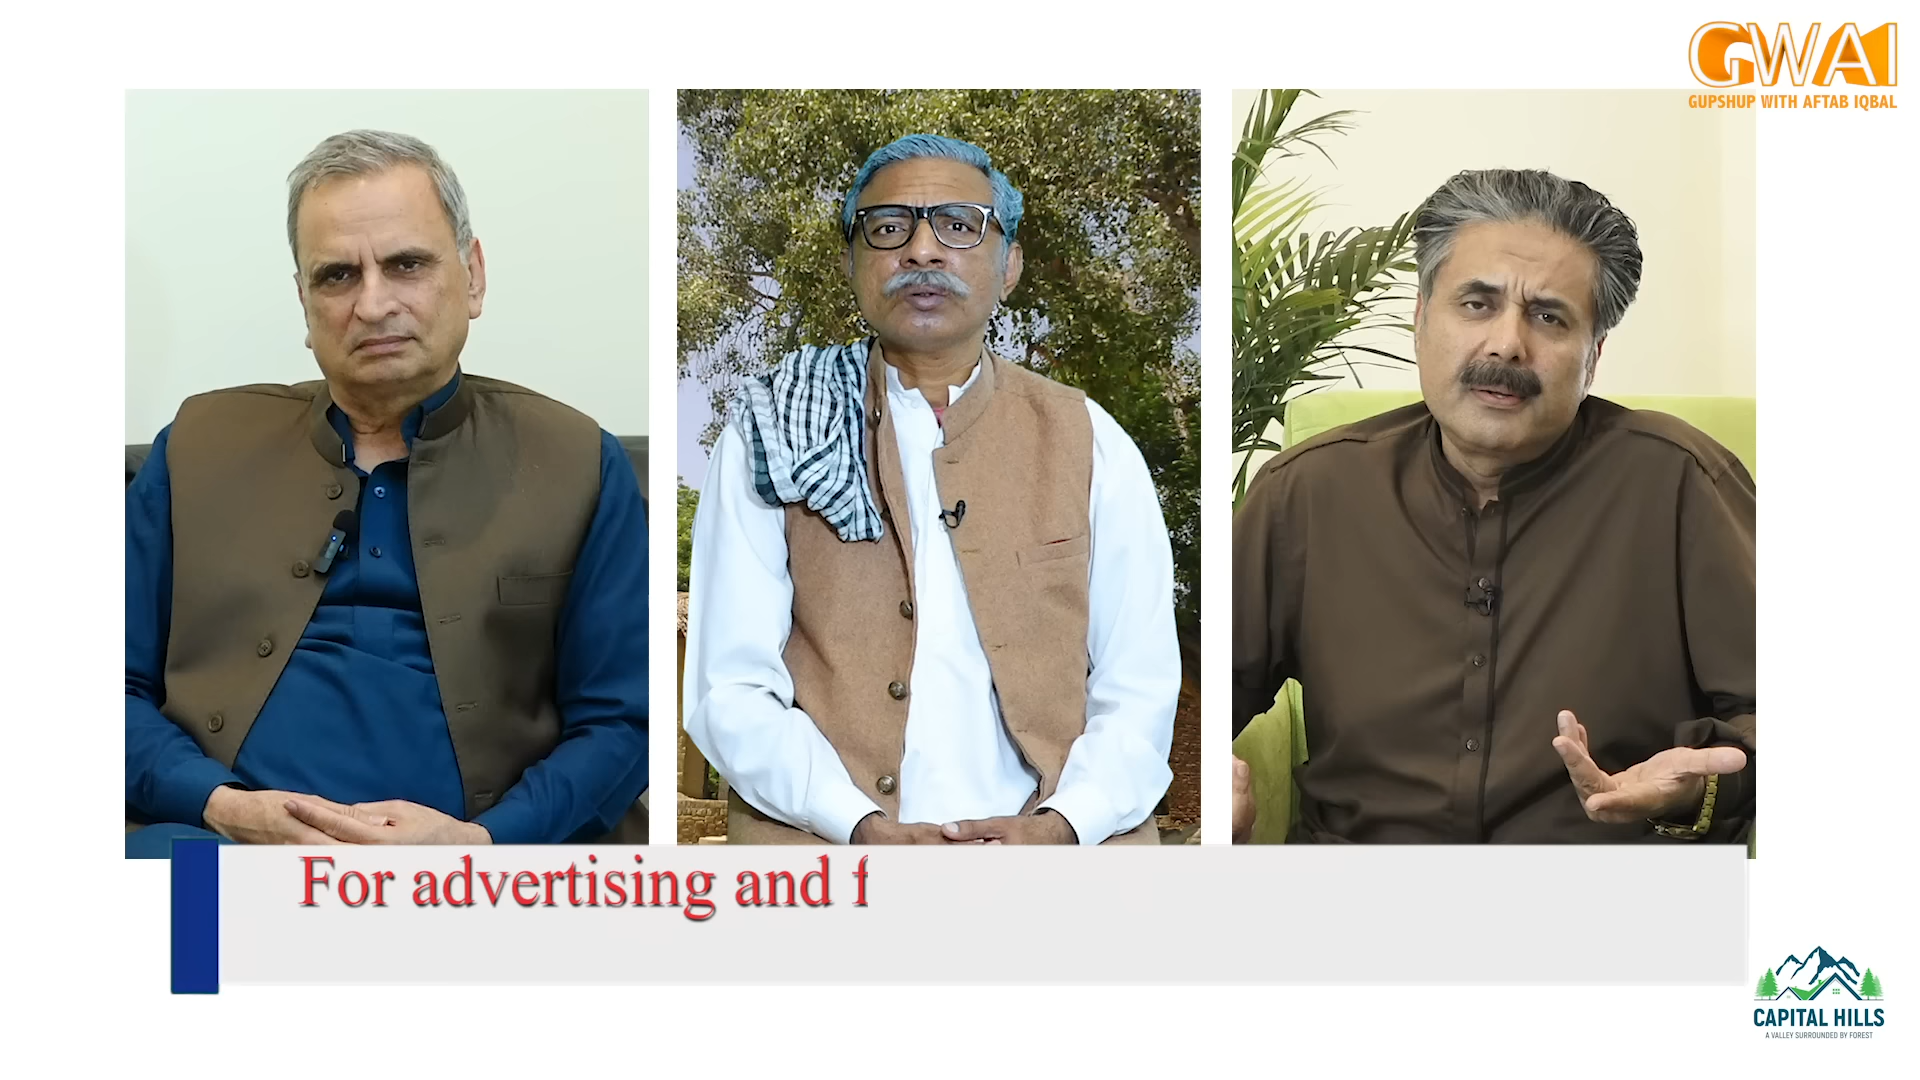 GWAI
GUPSHUP WITH AFTAB IQBAL
For advertising and f
CAPITAL HILLS
A VALLEY SURROUNDED BY FOREST